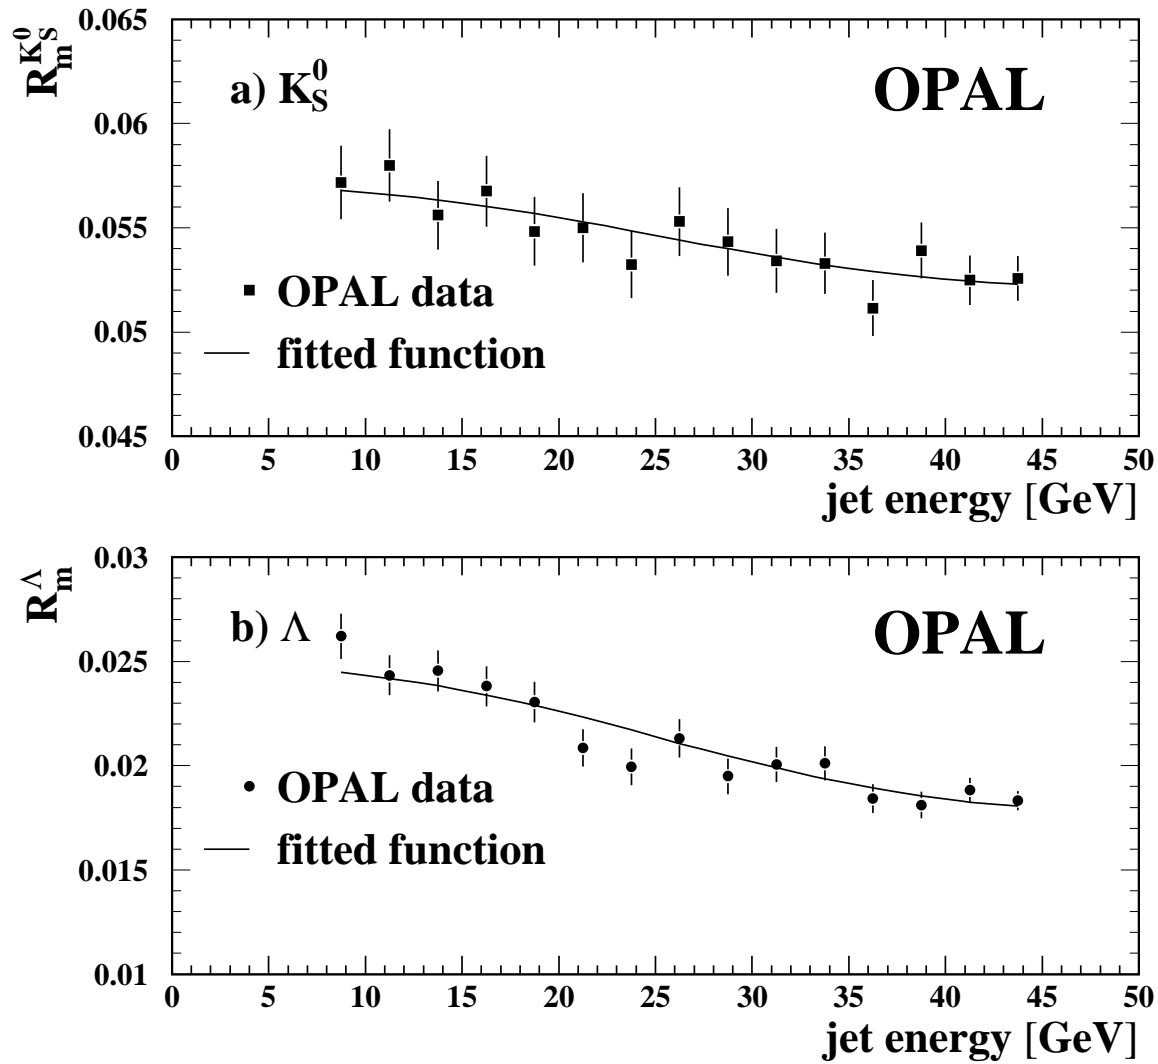 0.065
R_m^{K_S^0}
a) K_S^0
OPAL
0.06
0.055
OPAL data
0.05
fitted function
0.045
0 5 10 15 20 25 30 35 40 45 50
jet energy [GeV]
0.03
R_m^Λ
b) Λ
OPAL
0.025
0.02
OPAL data
fitted function
0.015
0.01
0 5 10 15 20 25 30 35 40 45 50
jet energy [GeV]